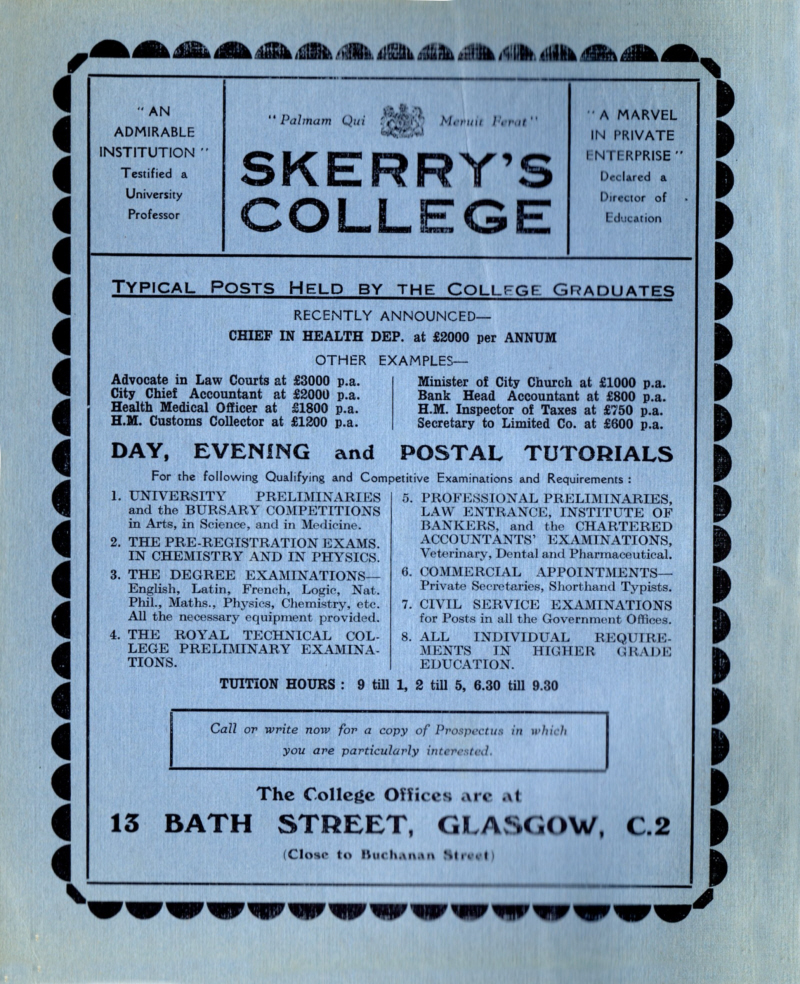 " AN
ADMIRABLE
INSTITUTION "
Testified a
University
Professor
" Palmam Qui Meruit Ferat "
SKERRY'S
COLLEGE
" A MARVEL
IN PRIVATE
ENTERPRISE "
Declared a
Director of
Education
TYPICAL POSTS HELD BY THE COLLEGE GRADUATES
RECENTLY ANNOUNCED—
CHIEF IN HEALTH DEP. at £2000 per ANNUM
OTHER EXAMPLES—
Advocate in Law Courts at £3000 p.a.
City Chief Accountant at £2000 p.a.
Health Medical Officer at £1800 p.a.
H.M. Customs Collector at £1200 p.a.
Minister of City Church at £1000 p.a.
Bank Head Accountant at £800 p.a.
H.M. Inspector of Taxes at £750 p.a.
Secretary to Limited Co. at £600 p.a.
DAY, EVENING and POSTAL TUTORIALS
For the following Qualifying and Competitive Examinations and Requirements :
1. UNIVERSITY PRELIMINARIES
and the BURSARY COMPETITIONS
in Arts, in Science, and in Medicine.
2. THE PRE-REGISTRATION EXAMS.
IN CHEMISTRY AND IN PHYSICS.
3. THE DEGREE EXAMINATIONS—
English, Latin, French, Logic, Nat.
Phil., Maths., Physics, Chemistry, etc.
All the necessary equipment provided.
4. THE ROYAL TECHNICAL COL-
LEGE PRELIMINARY EXAMINA-
TIONS.
5. PROFESSIONAL PRELIMINARIES,
LAW ENTRANCE, INSTITUTE OF
BANKERS, and the CHARTERED
ACCOUNTANTS' EXAMINATIONS,
Veterinary, Dental and Pharmaceutical.
6. COMMERCIAL APPOINTMENTS—
Private Secretaries, Shorthand Typists.
7. CIVIL SERVICE EXAMINATIONS
for Posts in all the Government Offices.
8. ALL INDIVIDUAL REQUIRE-
MENTS IN HIGHER GRADE
EDUCATION.
TUITION HOURS : 9 till 1, 2 till 5, 6.30 till 9.30
Call or write now for a copy of Prospectus in which
you are particularly interested.
The College Offices are at
13 BATH STREET, GLASGOW, C.2
(Close to Buchanan Street)